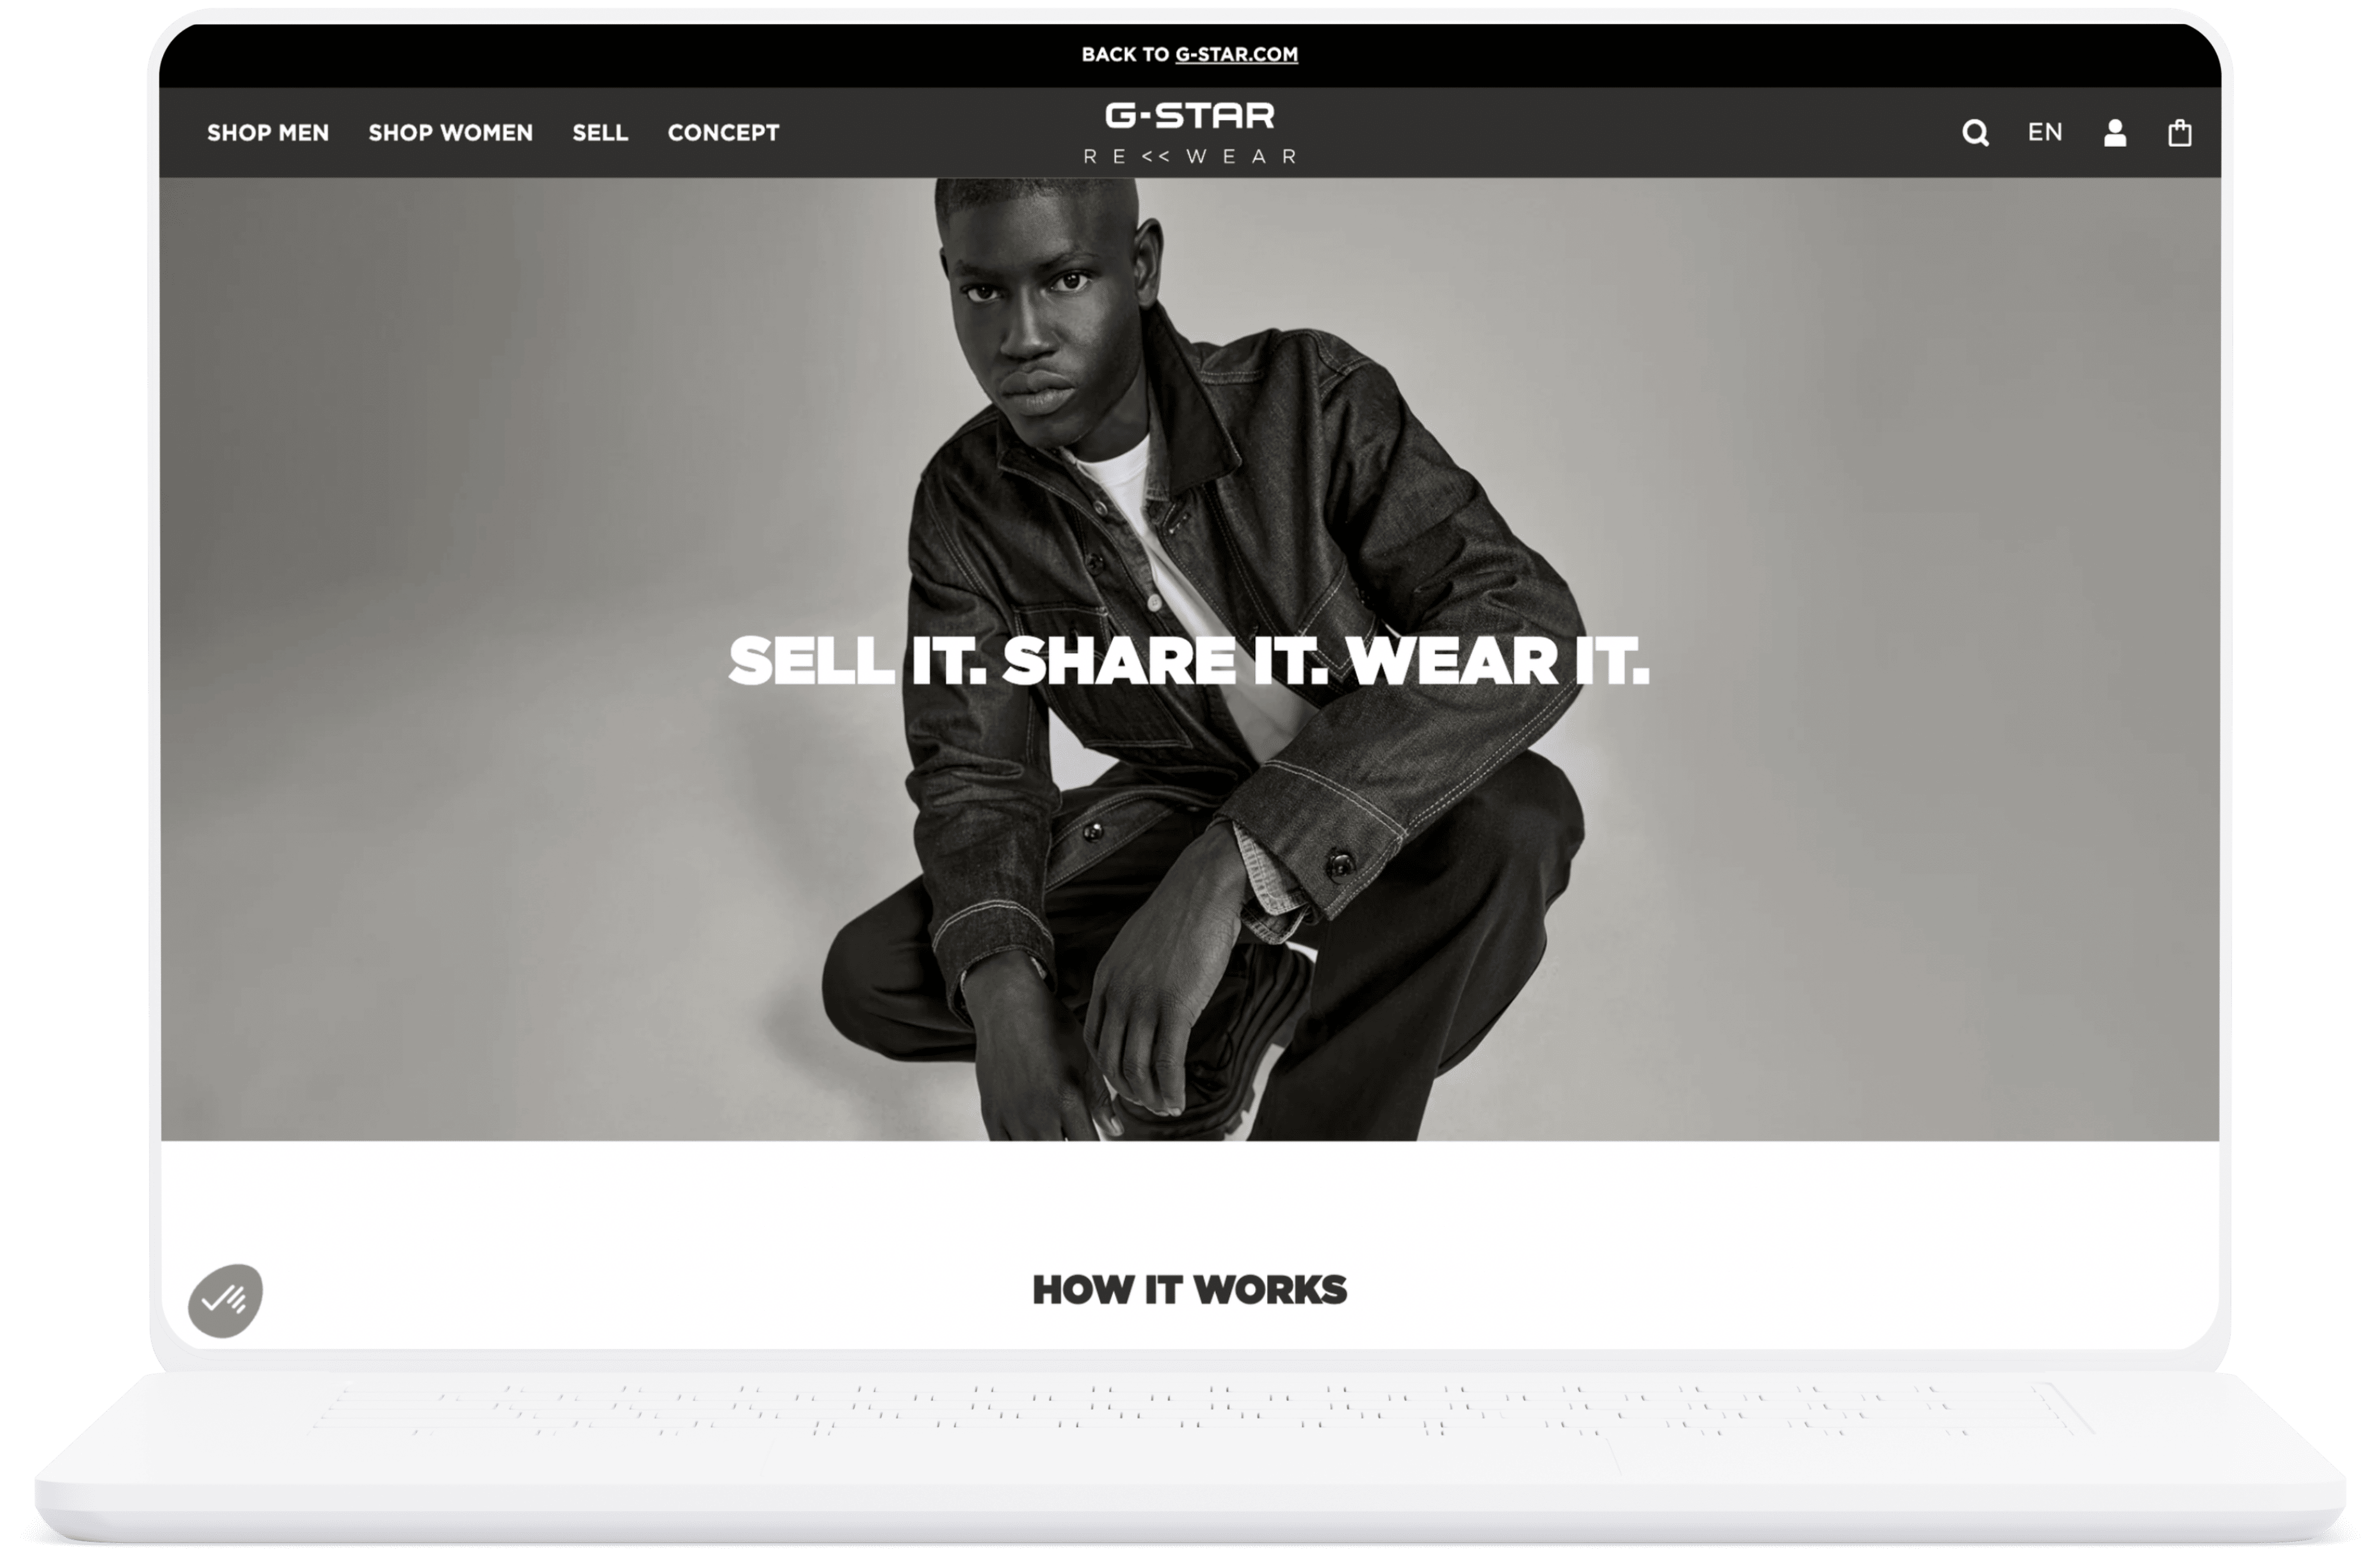 BACK TO G-STAR.COM
SHOP MEN SHOP WOMEN SELL CONCEPT
G-STAR
RE<<WEAR
EN
SELL IT. SHARE IT. WEAR IT.
HOW IT WORKS